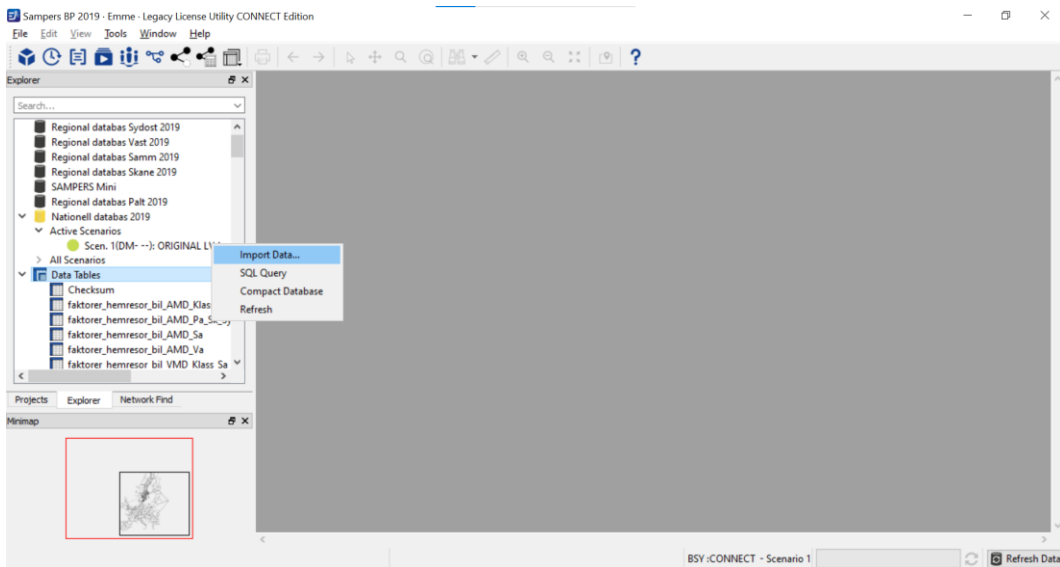 Sampers BP 2019 - Emme - Legacy License Utility CONNECT Edition
File Edit View Tools Window Help
Explorer
Search...
Regional databas Sydost 2019
Regional databas Vast 2019
Regional databas Samm 2019
Regional databas Skane 2019
SAMPERS Mini
Regional databas Palt 2019
Nationell databas 2019
Active Scenarios
Scen. 1(DM- --): ORIGINAL
All Scenarios
Data Tables
Checksum
faktorer_hemresor_bil_AMD_Klas
faktorer_hemresor_bil_AMD_Pa_
faktorer_hemresor_bil_AMD_Sa
faktorer_hemresor_bil_AMD_Va
faktorer_hemresor_bil_VMD_Klass_Sa
Import Data...
SQL Query
Compact Database
Refresh
Projects Explorer Network Find
Minimap
BSY :CONNECT - Scenario 1
Refresh Data